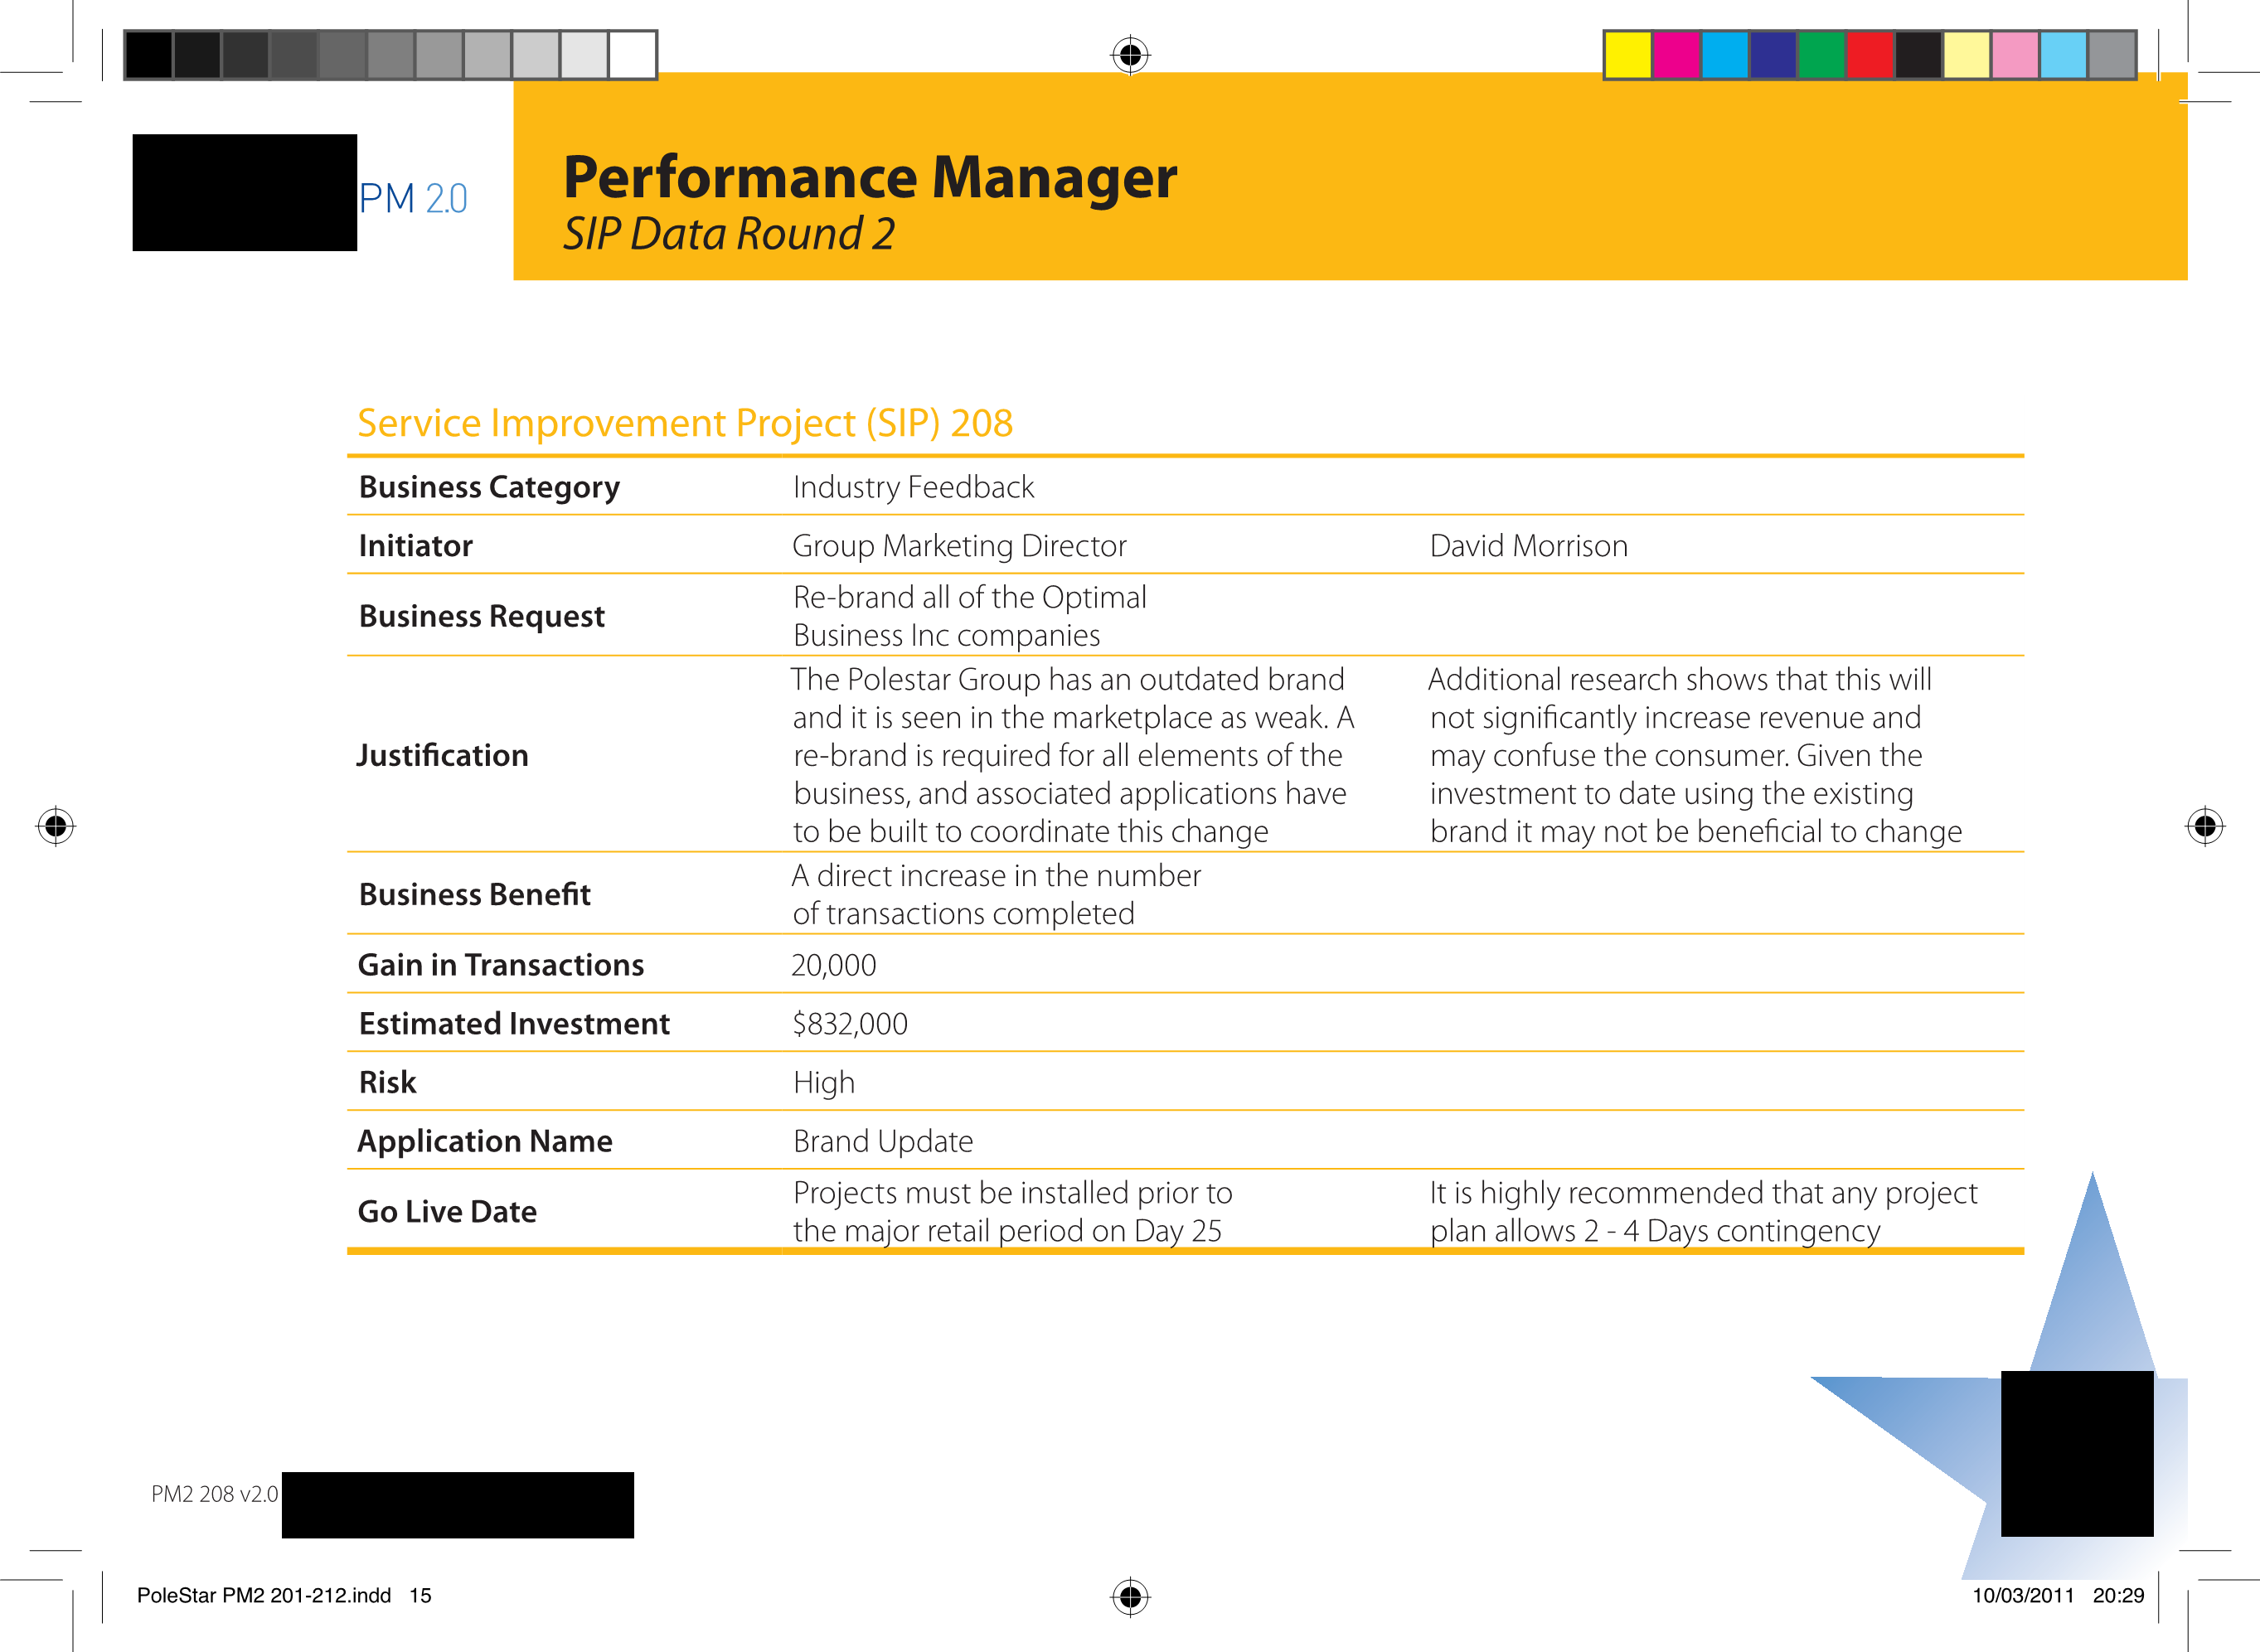 PM 2.0
Performance Manager
SIP Data Round 2
Service Improvement Project (SIP) 208
Business Category Industry Feedback
Initiator Group Marketing Director David Morrison
Business Request
Re-brand all of the Optimal
Business Inc companies
Justification
The Polestar Group has an outdated brand
and it is seen in the marketplace as weak. A
re-brand is required for all elements of the
business, and associated applications have
to be built to coordinate this change
Additional research shows that this will
not significantly increase revenue and
may confuse the consumer. Given the
investment to date using the existing
brand it may not be beneficial to change
Business Benefit
A direct increase in the number
of transactions completed
Gain in Transactions 20,000
Estimated Investment $832,000
Risk High
Application Name Brand Update
Go Live Date
Projects must be installed prior to
the major retail period on Day 25
It is highly recommended that any project
plan allows 2 - 4 Days contingency
PM2 208 v2.0
PoleStar PM2 201-212.indd 15
10/03/2011 20:29